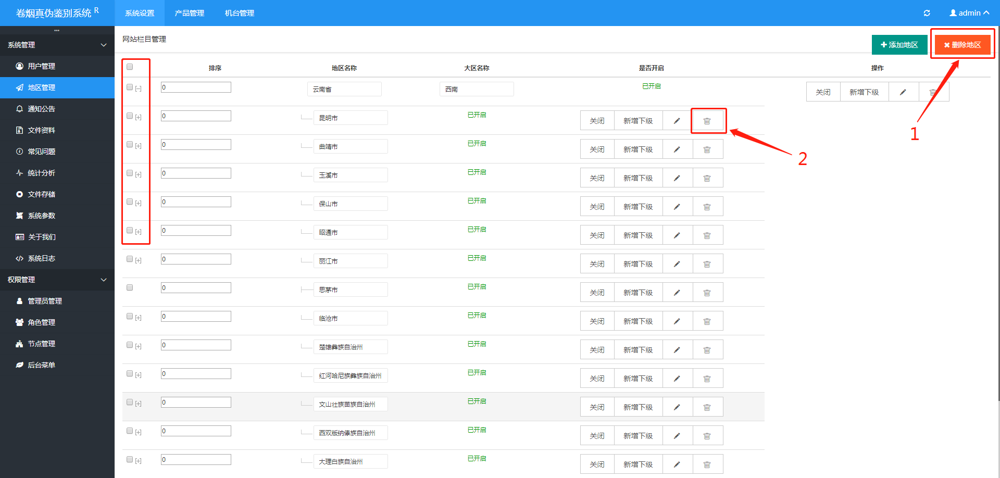 卷烟真伪鉴别系统 R
系统设置 产品管理 机台管理
admin
系统管理
用户管理
地区管理
通知公告
文件资料
常见问题
统计分析
文件存储
系统参数
关于我们
系统日志
权限管理
管理员管理
角色管理
节点管理
后台菜单
网站栏目管理
添加地区 删除地区
1
2
排序 地区名称 大区名称 是否开启 操作
[-] 0 云南省 西南 已开启 关闭 新增下级
[+] 0 昆明市 已开启 关闭 新增下级
[+] 0 曲靖市 已开启 关闭 新增下级
[+] 0 玉溪市 已开启 关闭 新增下级
[+] 0 保山市 已开启 关闭 新增下级
[+] 0 昭通市 已开启 关闭 新增下级
[+] 0 丽江市 已开启 关闭 新增下级
0 思茅市 已开启 关闭 新增下级
[+] 0 临沧市 已开启 关闭 新增下级
[+] 0 楚雄彝族自治州 已开启 关闭 新增下级
[+] 0 红河哈尼族彝族自治州 已开启 关闭 新增下级
[+] 0 文山壮族苗族自治州 已开启 关闭 新增下级
[+] 0 西双版纳傣族自治州 已开启 关闭 新增下级
[+] 0 大理白族自治州 已开启 关闭 新增下级